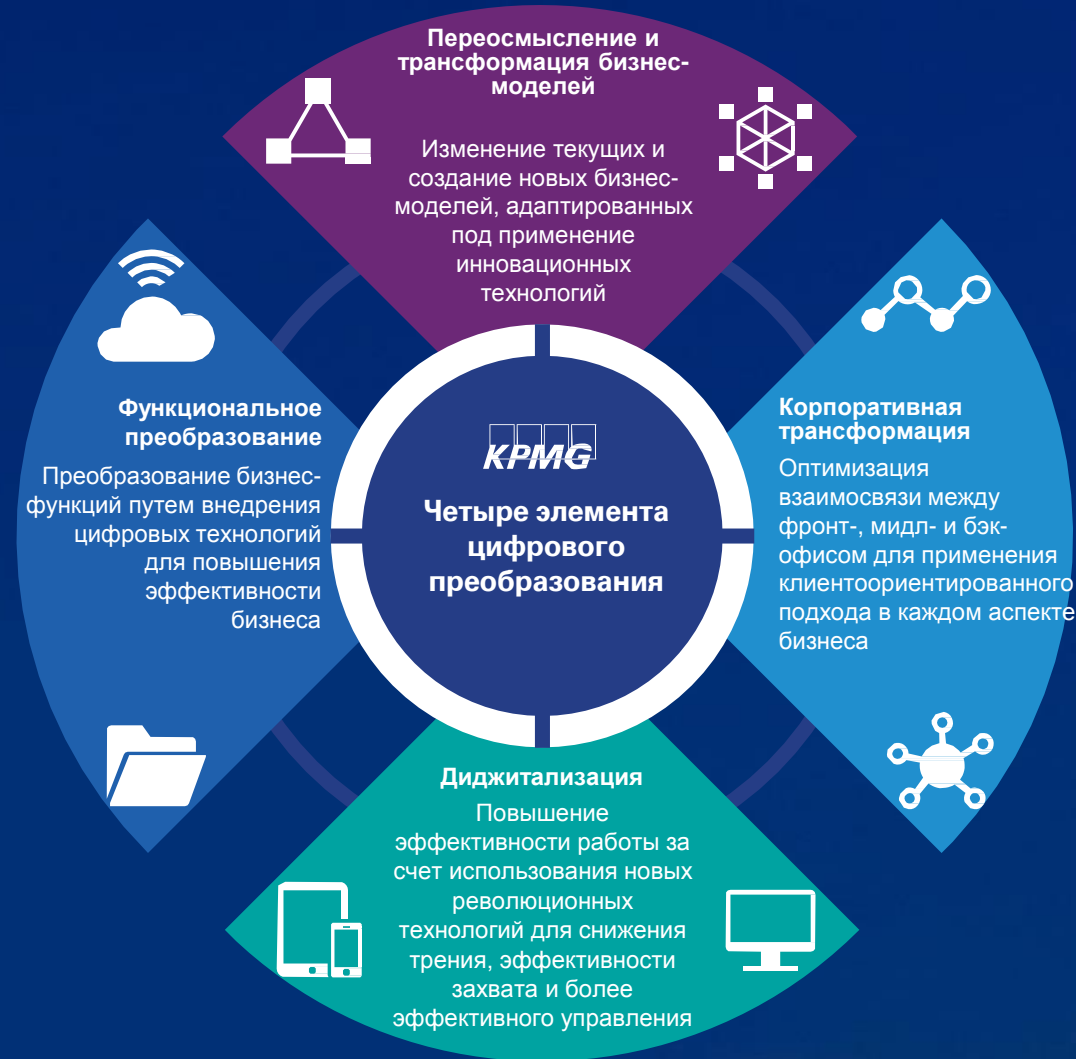 Переосмысление и
трансформация бизнес-
моделей
Изменение текущих и
создание новых бизнес-
моделей, адаптированных
под применение
инновационных
технологий
Функциональное
преобразование
Преобразование бизнес-
функций путем внедрения
цифровых технологий
для повышения
эффективности
бизнеса
KPMG
Четыре элемента
цифрового
преобразования
Корпоративная
трансформация
Оптимизация
взаимосвязи между
фронт-, мидл- и бэк-
офисом для применения
клиентоориентированного
подхода в каждом аспекте
бизнеса
Диджитализация
Повышение
эффективности работы за
счет использования новых
революционных
технологий для снижения
трения, эффективности
захвата и более
эффективного управления